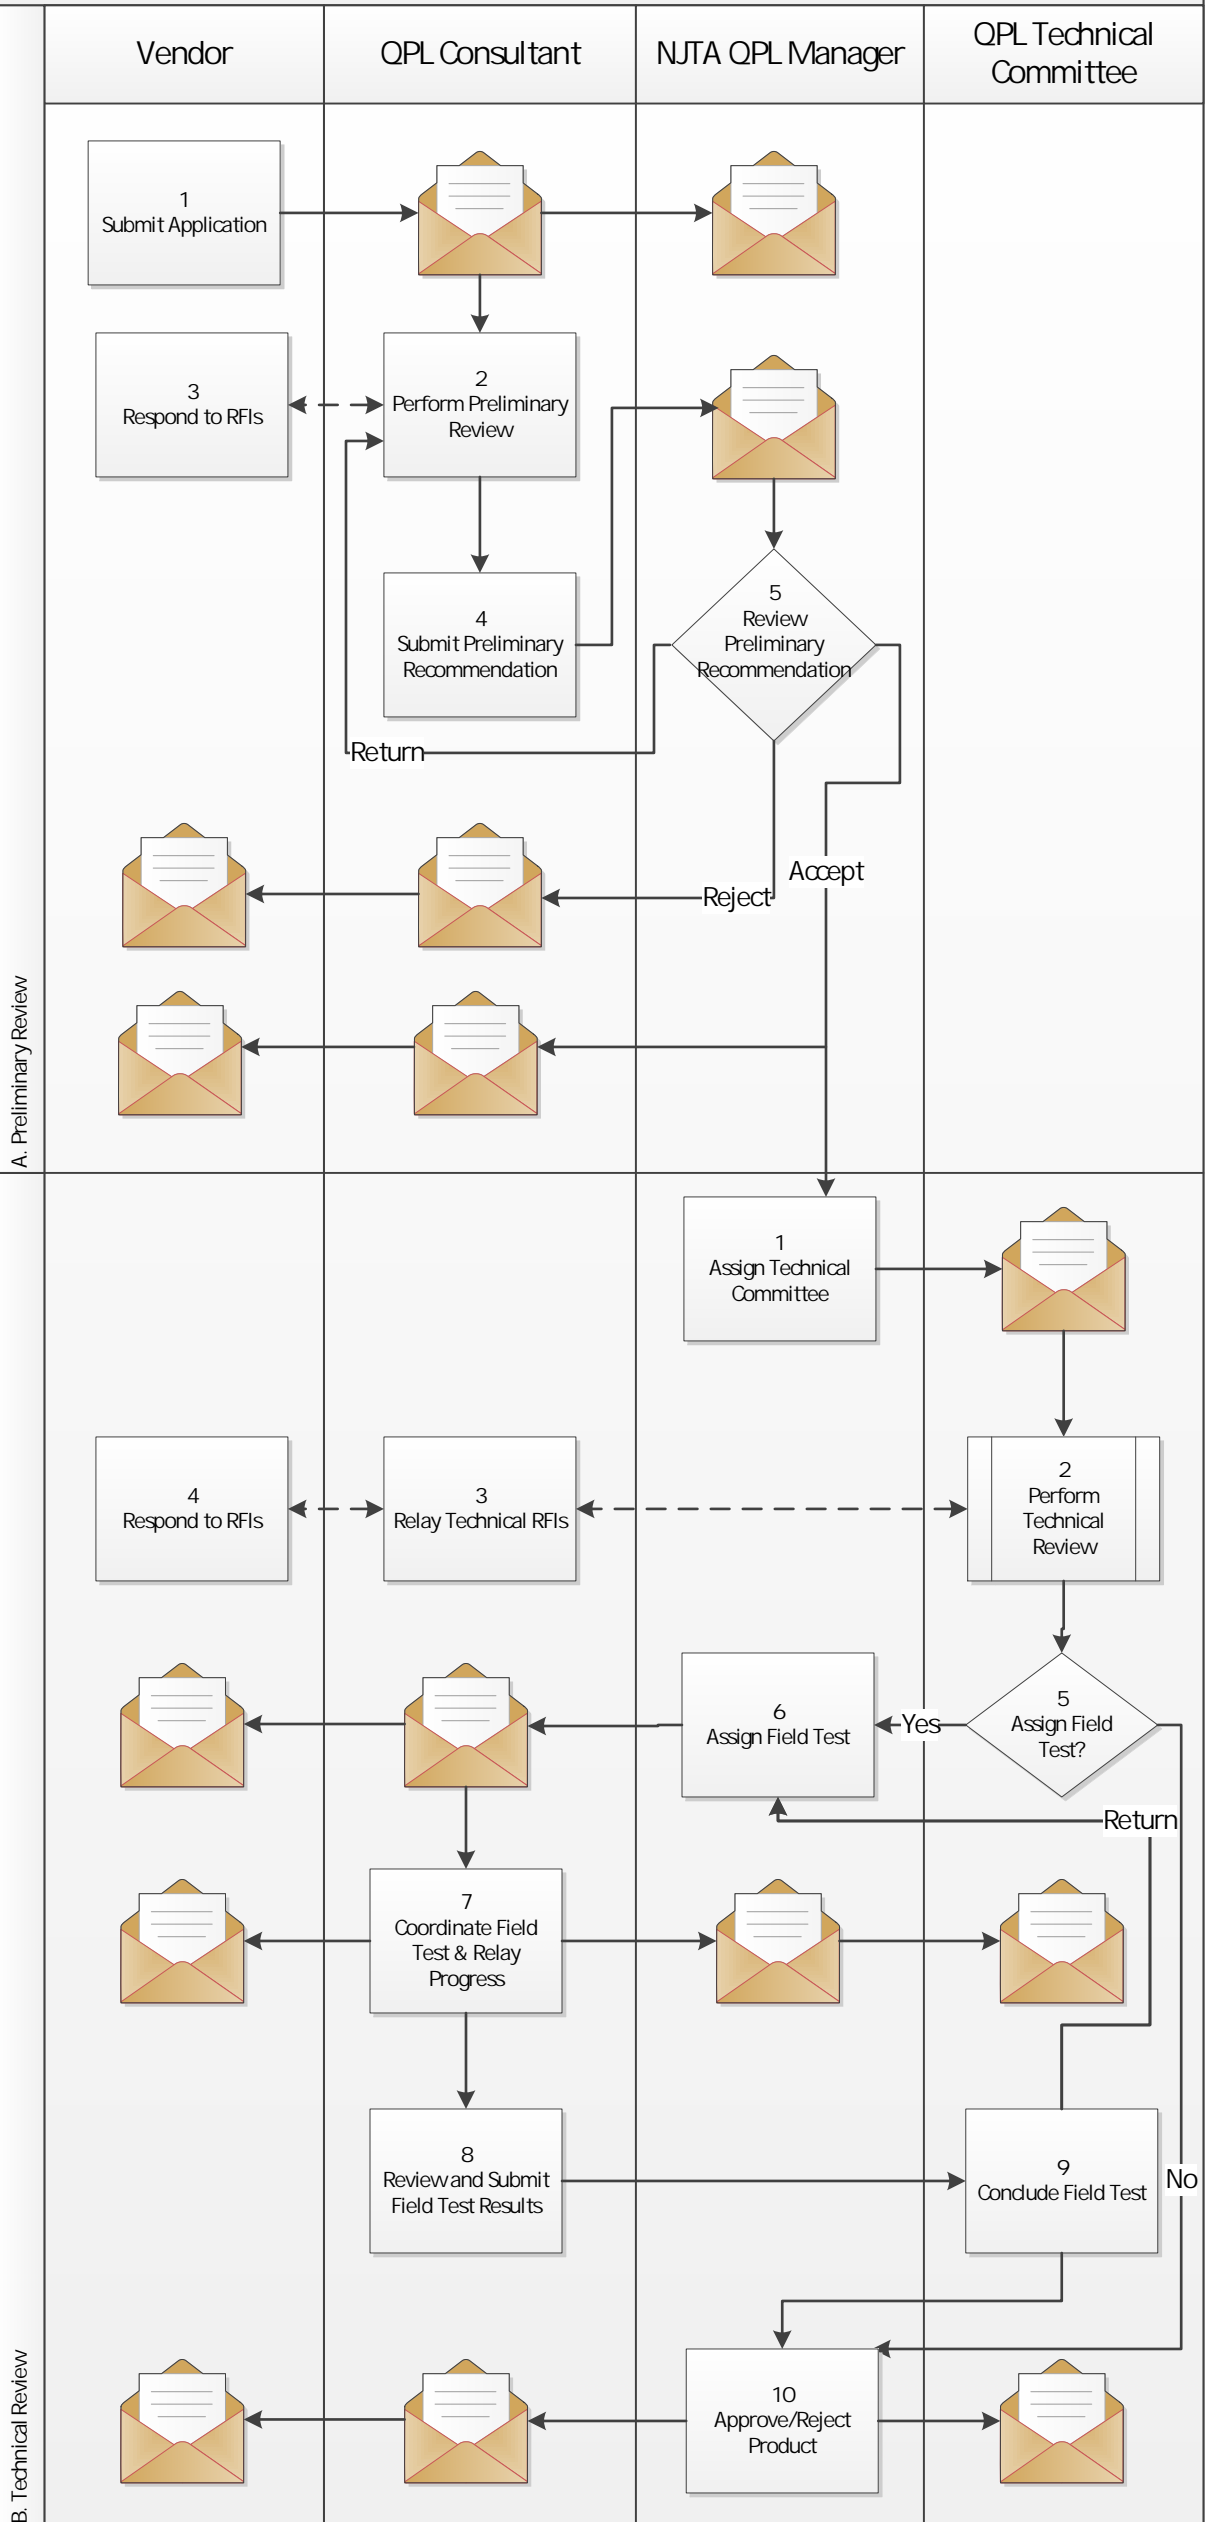 Vendor
QPL Consultant
NJTA QPL Manager
QPL Technical
Committee
1
Submit Application
3
Respond to RFIs
2
Perform Preliminary
Review
4
Submit Preliminary
Recommendation
5
Review
Preliminary
Recommendation
Return
Accept
Reject
A. Preliminary Review
1
Assign Technical
Committee
4
Respond to RFIs
3
Relay Technical RFIs
2
Perform
Technical
Review
6
Assign Field Test
Yes
5
Assign Field
Test?
Return
7
Coordinate Field
Test & Relay
Progress
8
Review and Submit
Field Test Results
9
Conclude Field Test
No
10
Approve/Reject
Product
B. Technical Review